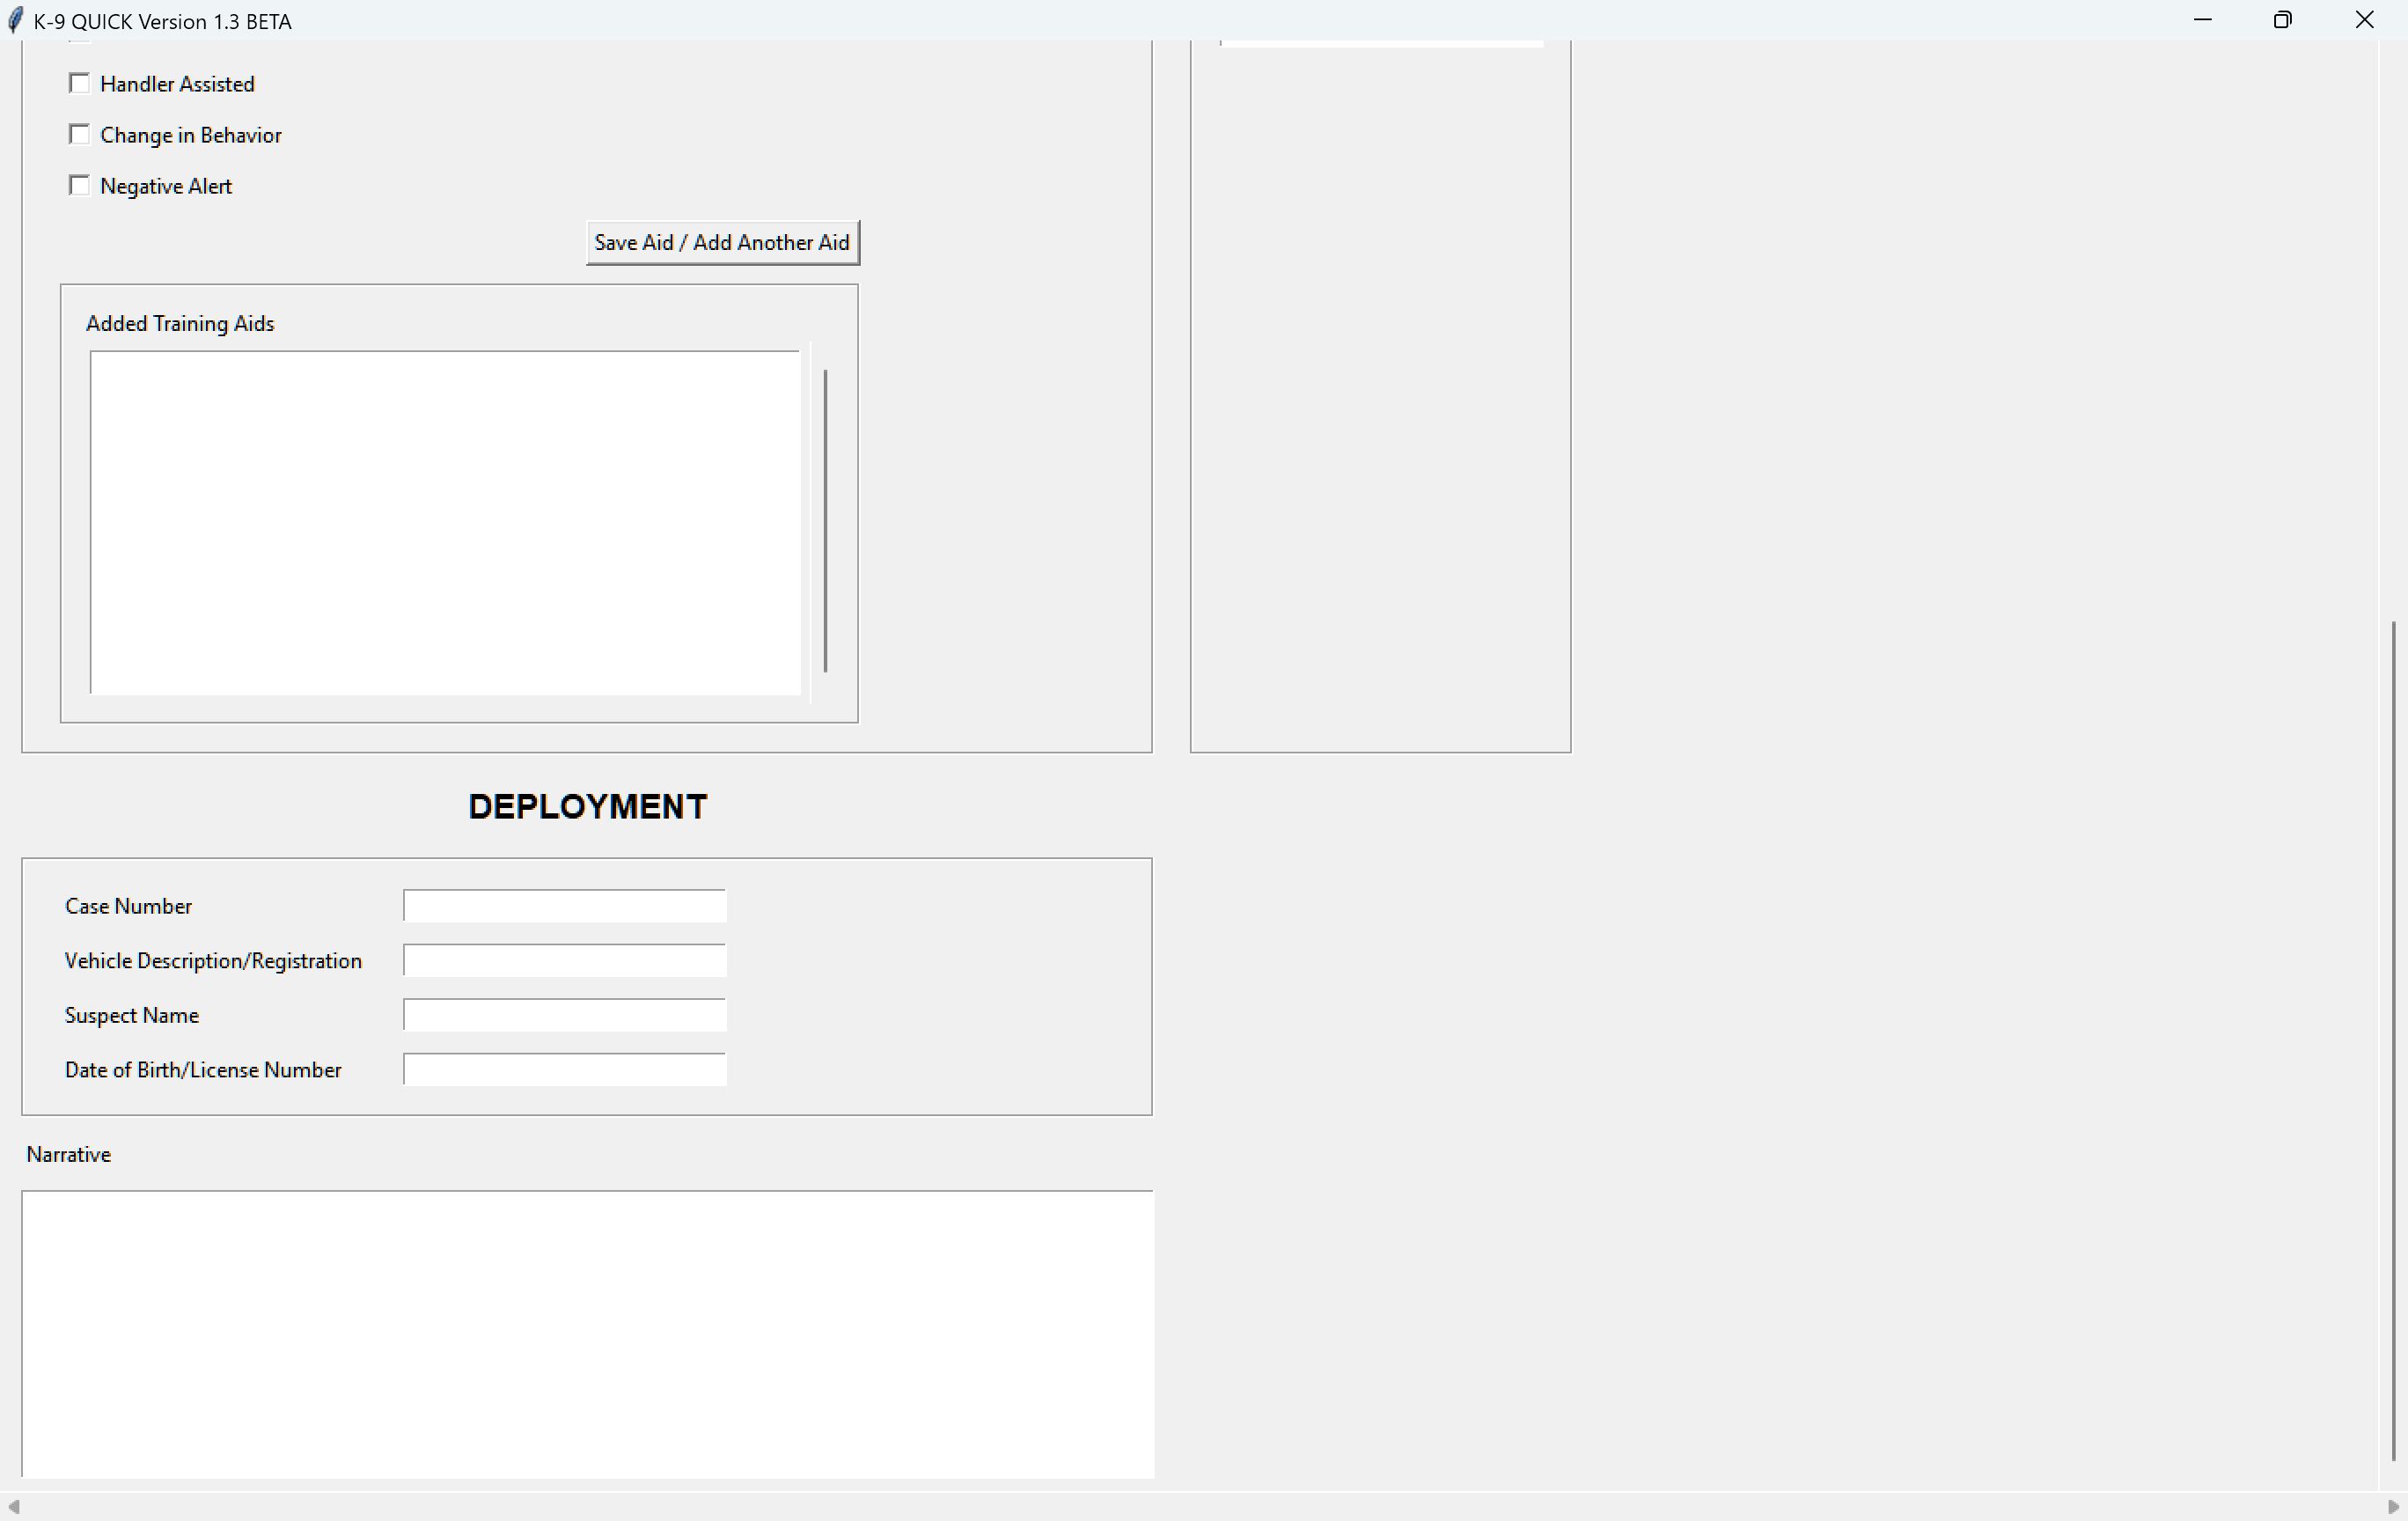 K-9 QUICK Version 1.3 BETA
Handler Assisted
Change in Behavior
Negative Alert
Save Aid / Add Another Aid
Added Training Aids
DEPLOYMENT
Case Number
Vehicle Description/Registration
Suspect Name
Date of Birth/License Number
Narrative